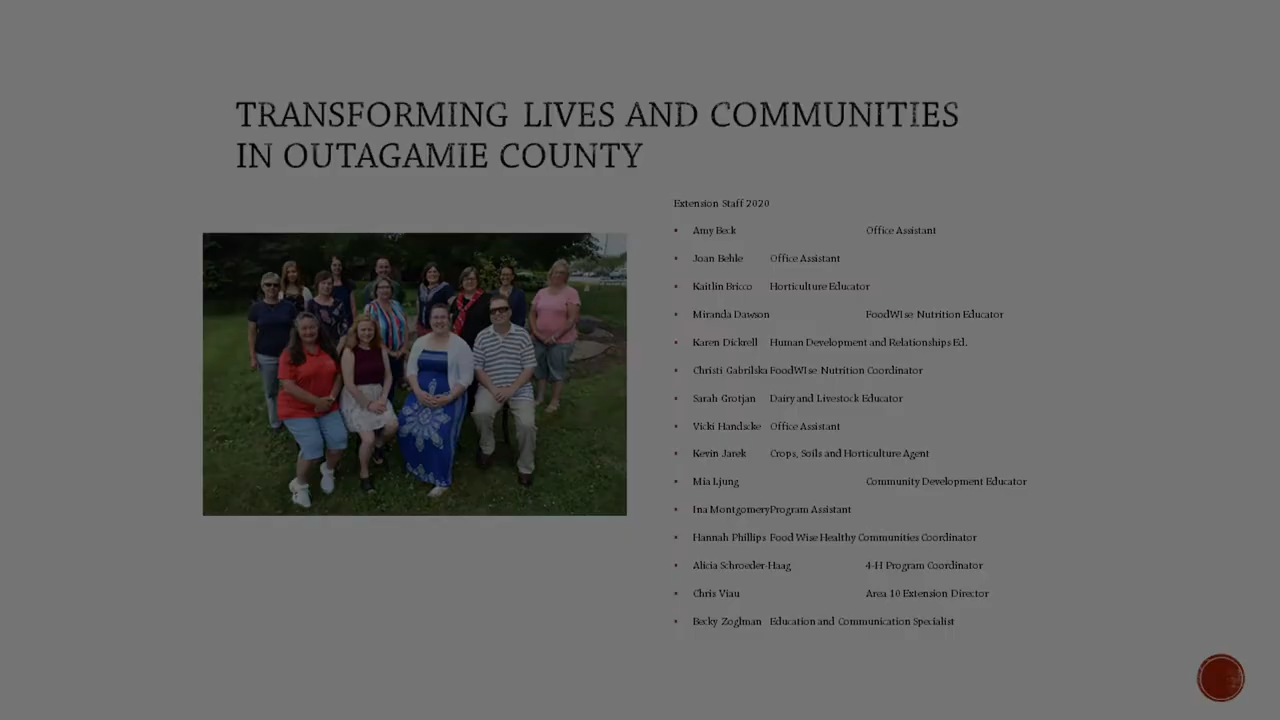 TRANSFORMING LIVES AND COMMUNITIES
IN OUTAGAMIE COUNTY
Extension Staff 2020
▪ Amy Beck Office Assistant
▪ Joan Behle Office Assistant
▪ Kaitlin Bricco Horticulture Educator
▪ Miranda Dawson FoodWIse Nutrition Educator
▪ Karen Dickrell Human Development and Relationships Ed.
▪ Christi Gabrilska FoodWIse Nutrition Coordinator
▪ Sarah Grotjan Dairy and Livestock Educator
▪ Vicki Handschke Office Assistant
▪ Kevin Jarek Crops, Soils and Horticulture Agent
▪ Mia Ljung Community Development Educator
▪ Ina MontgomeryProgram Assistant
▪ Hannah Phillips Food Wise Healthy Communities Coordinator
▪ Alicia Schroeder-Haag 4-H Program Coordinator
▪ Chris Viau Area 10 Extension Director
▪ Becky Zoglman Education and Communication Specialist